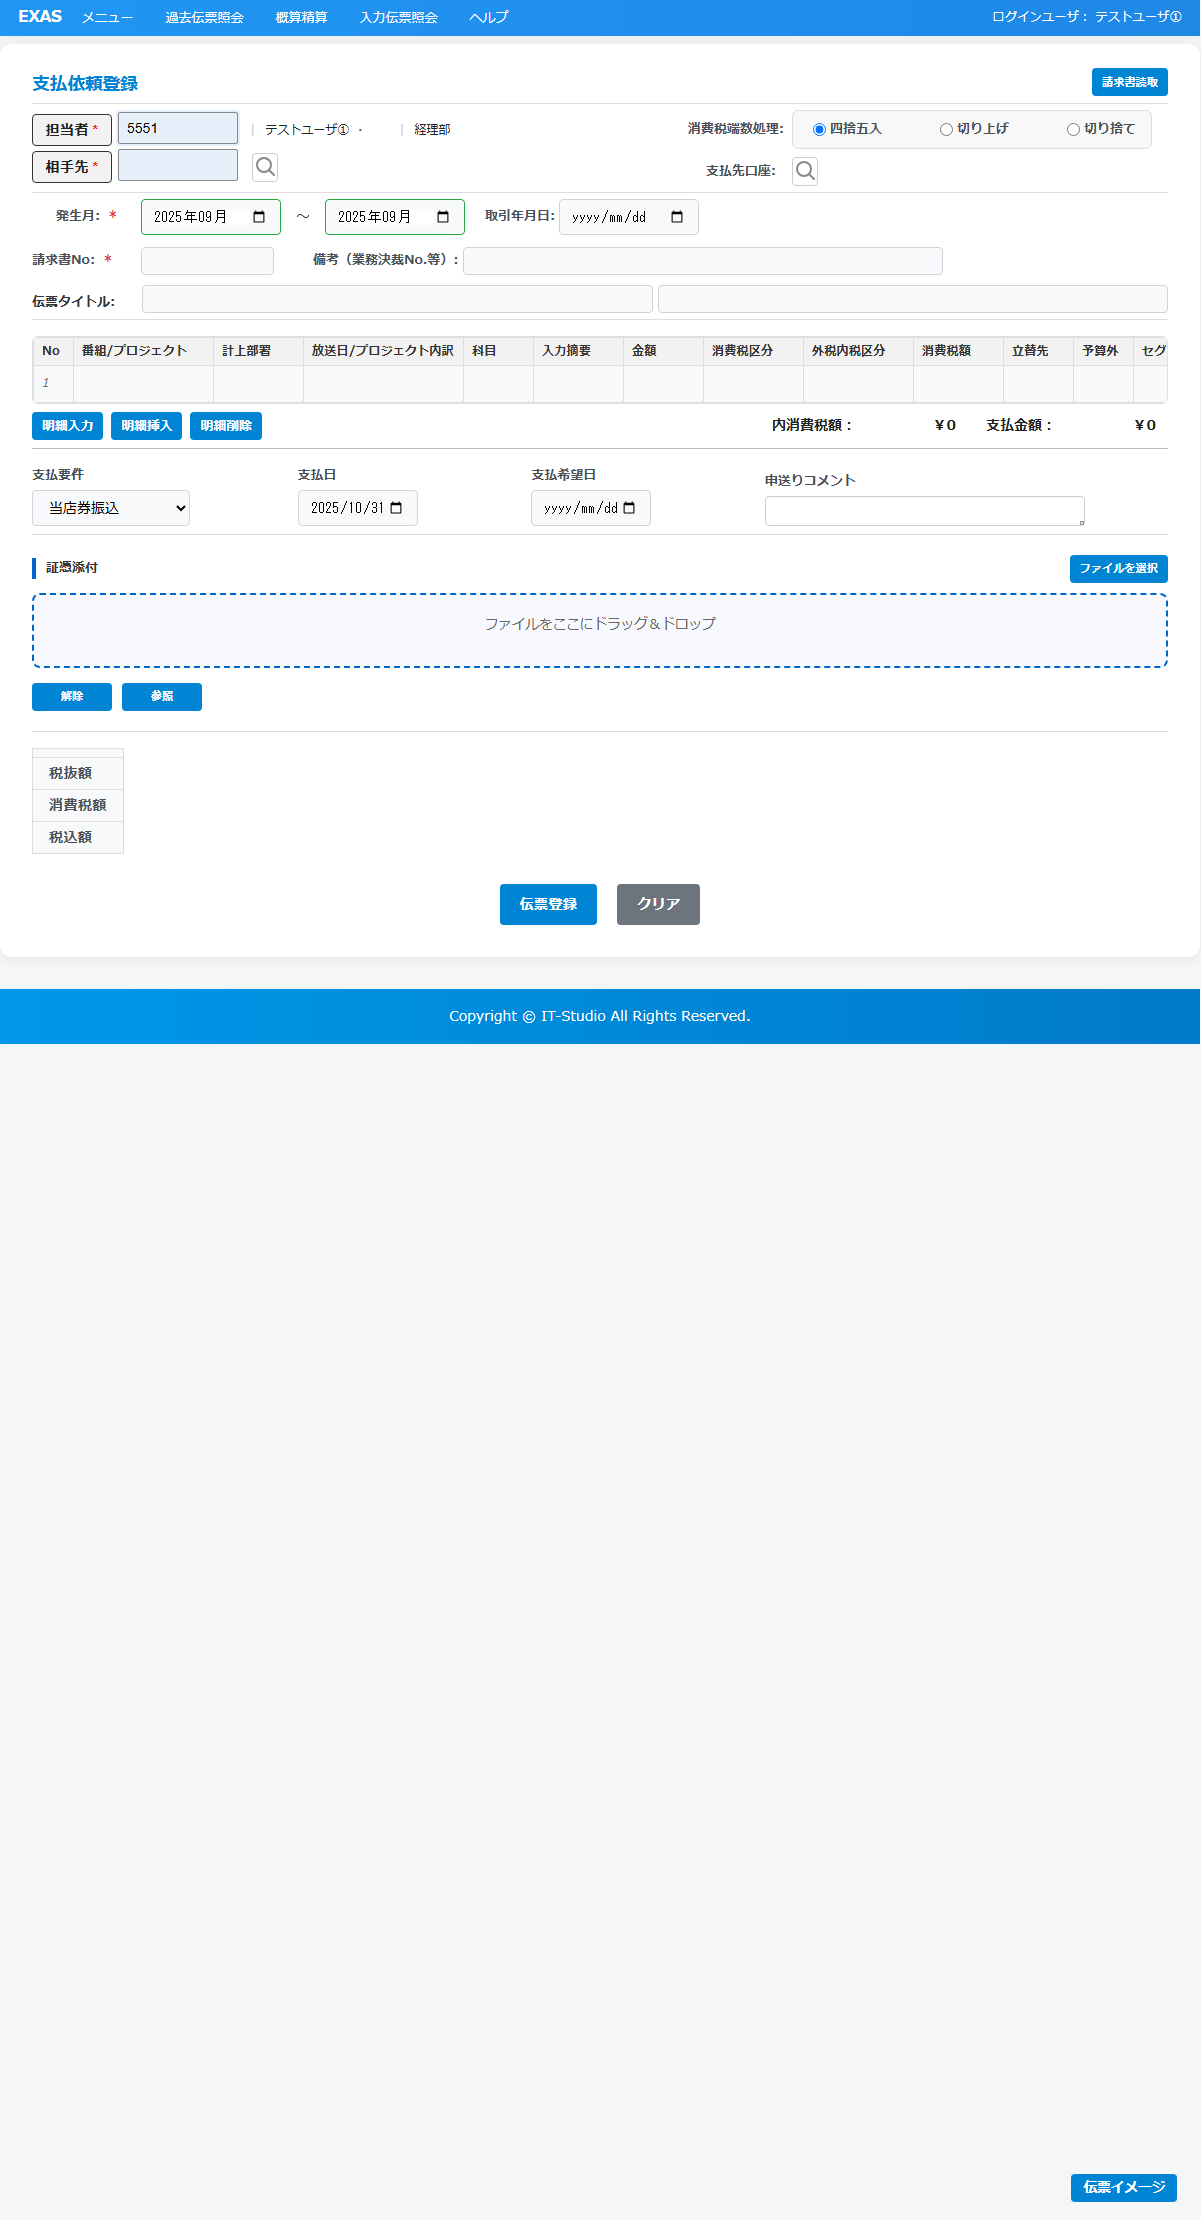 EXAS メニュー 過去伝票照会 概算精算 入力伝票照会 ヘルプ ログインユーザ： テストユーザ①
支払依頼登録 請求書読取
担当者 * 5551 | テストユーザ① ・ | 経理部 消費税端数処理: 四捨五入 切り上げ 切り捨て
相手先 * 支払先口座:
発生月: * 2025年09月 ～ 2025年09月 取引年月日: yyyy/mm/dd
請求書No: * 備考（業務決裁No.等）:
伝票タイトル:
No 番組/プロジェクト 計上部署 放送日/プロジェクト内訳 科目 入力摘要 金額 消費税区分 外税内税区分 消費税額 立替先 予算外 セグ
1
明細入力 明細挿入 明細削除 内消費税額： ¥0 支払金額： ¥0
支払要件 支払日 支払希望日 申送りコメント
当店券振込 2025/10/31 yyyy/mm/dd
証憑添付 ファイルを選択
ファイルをここにドラッグ＆ドロップ
解除 参照
税抜額
消費税額
税込額
伝票登録 クリア
Copyright © IT-Studio All Rights Reserved.
伝票イメージ